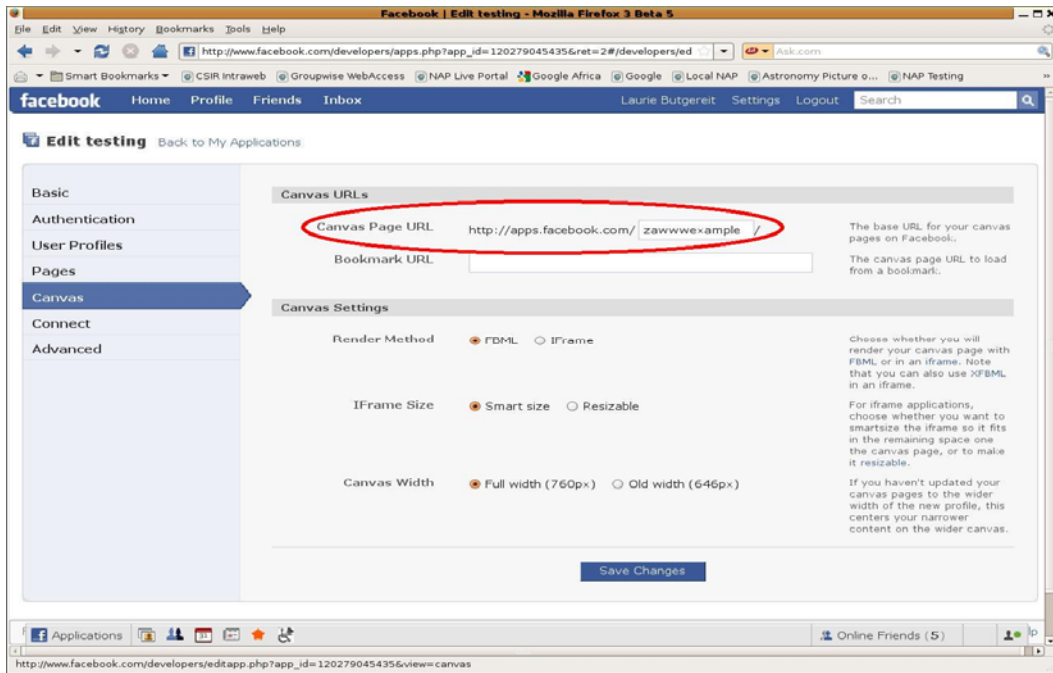 Facebook | Edit testing - Mozilla Firefox 3 Beta 5
File Edit View History Bookmarks Tools Help
http://www.facebook.com/developers/apps.php?app_id=120279045435&ret=2#/developers/ed
Ask.com
Smart Bookmarks CSIR Intraweb Groupwise WebAccess NAP Live Portal Google Africa Google Local NAP Astronomy Picture o... NAP Testing »
facebook Home Profile Friends Inbox Laurie Butgereit Settings Logout Search
Edit testing Back to My Applications
Basic
Authentication
User Profiles
Pages
Canvas
Connect
Advanced
Canvas URLs
Canvas Page URL http://apps.facebook.com/ zawwwexample /
The base URL for your canvas
pages on Facebook.
Bookmark URL
The canvas page URL to load
from a bookmark.
Canvas Settings
Render Method FBML IFrame
Choose whether you will
render your canvas page with
FBML or in an iframe. Note
that you can also use XFBML
in an iframe.
IFrame Size Smart size Resizable
For iframe applications,
choose whether you want to
smartsize the iframe so it fits
in the remaining space one
the canvas page, or to make
it resizable.
Canvas Width Full width (760px) Old width (646px)
If you haven't updated your
canvas pages to the wider
width of the new profile, this
centers your narrower
content on the wider canvas.
Save Changes
Applications 31 Online Friends (5) lp
http://www.facebook.com/developers/editapp.php?app_id=120279045435&view=canvas